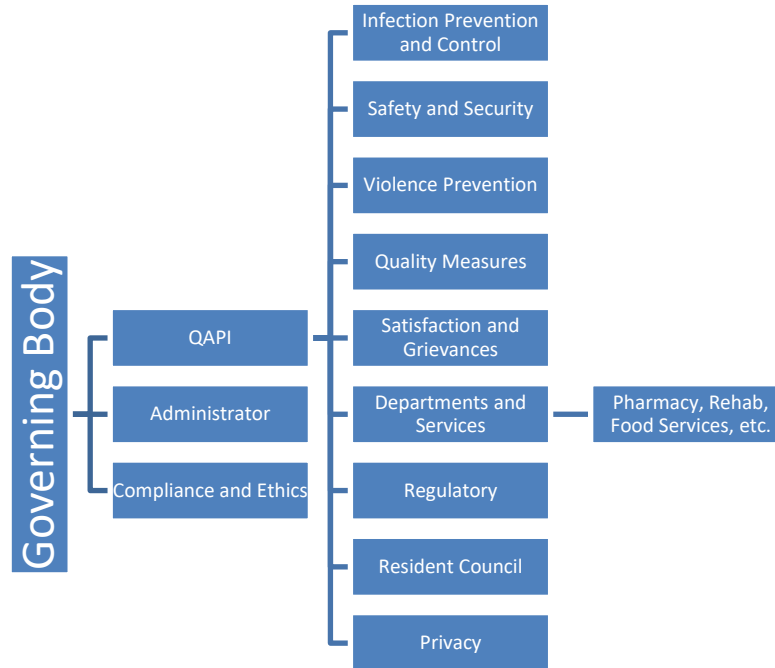 Governing Body
QAPI
Administrator
Compliance and Ethics
Infection Prevention
and Control
Safety and Security
Violence Prevention
Quality Measures
Satisfaction and
Grievances
Departments and
Services
Regulatory
Resident Council
Privacy
Pharmacy, Rehab,
Food Services, etc.